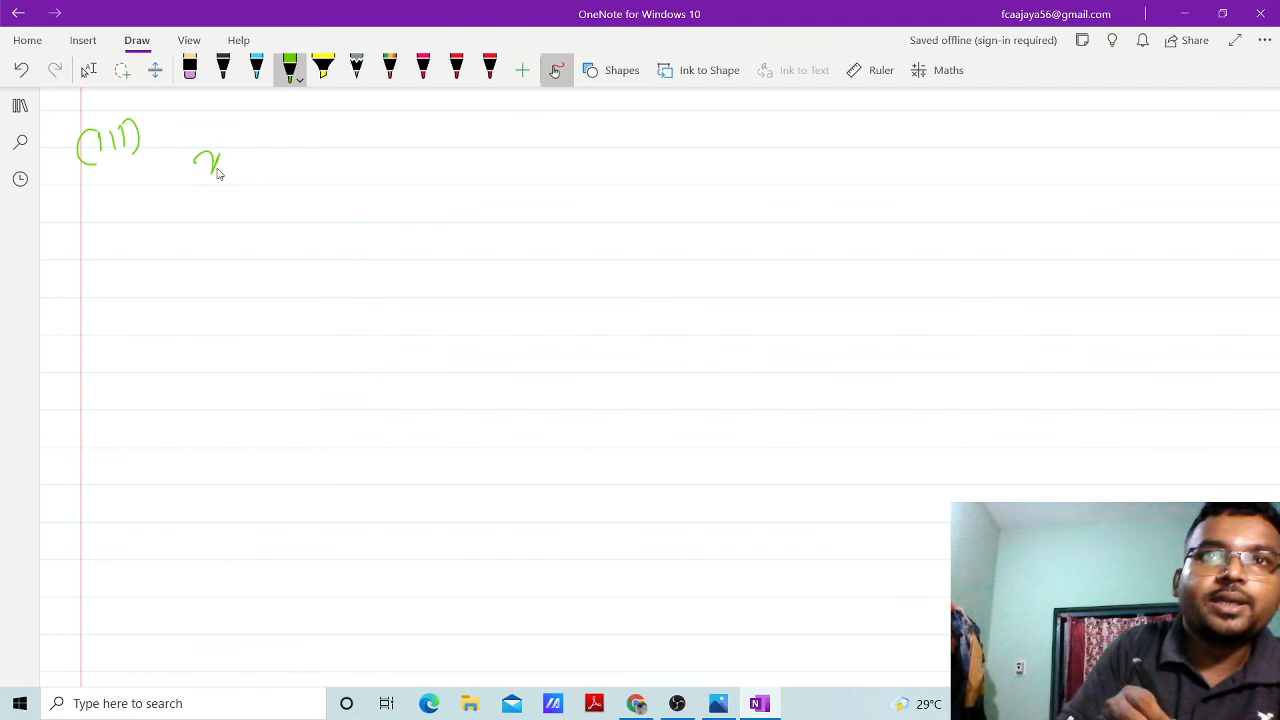 OneNote for Windows 10
fcaajaya56@gmail.com
Home Insert Draw View Help
Saved offline (sign-in required)
Share
Shapes
Ink to Shape
Ink to Text
Ruler
Maths
(111)
x
Type here to search
29°C